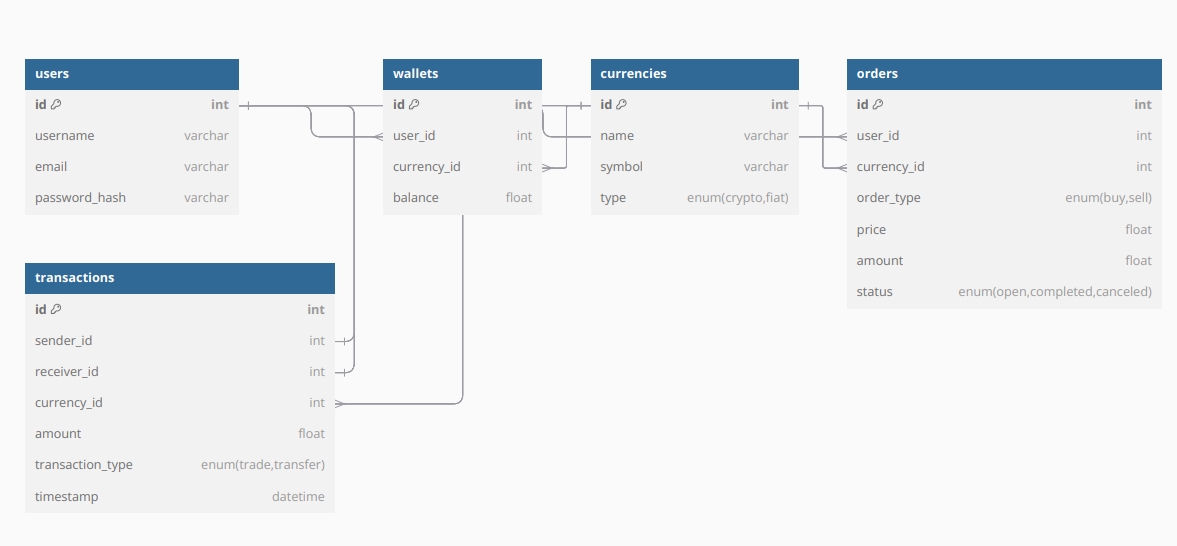 users
id int
username varchar
email varchar
password_hash varchar
wallets
id int
user_id int
currency_id int
balance float
currencies
id int
name varchar
symbol varchar
type enum(crypto,fiat)
orders
id int
user_id int
currency_id int
order_type enum(buy,sell)
price float
amount float
status enum(open,completed,canceled)
transactions
id int
sender_id int
receiver_id int
currency_id int
amount float
transaction_type enum(trade,transfer)
timestamp datetime